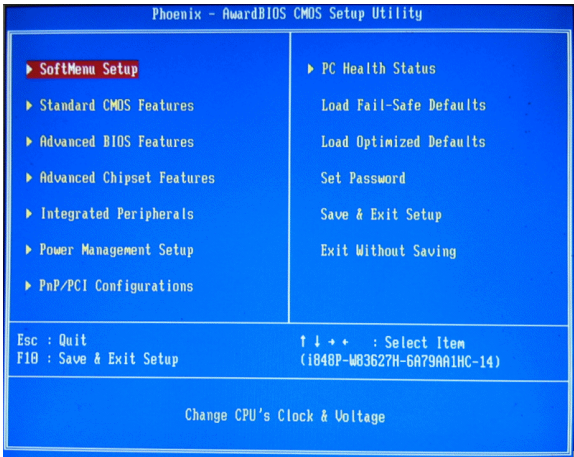 Phoenix - AwardBIOS CMOS Setup Utility
SoftMenu Setup
Standard CMOS Features
Advanced BIOS Features
Advanced Chipset Features
Integrated Peripherals
Power Management Setup
PnP/PCI Configurations
PC Health Status
Load Fail-Safe Defaults
Load Optimized Defaults
Set Password
Save & Exit Setup
Exit Without Saving
Esc : Quit
F10 : Save & Exit Setup
↑ ↓ → ← : Select Item
(i848P-W83627H-6A79AA1HC-14)
Change CPU's Clock & Voltage